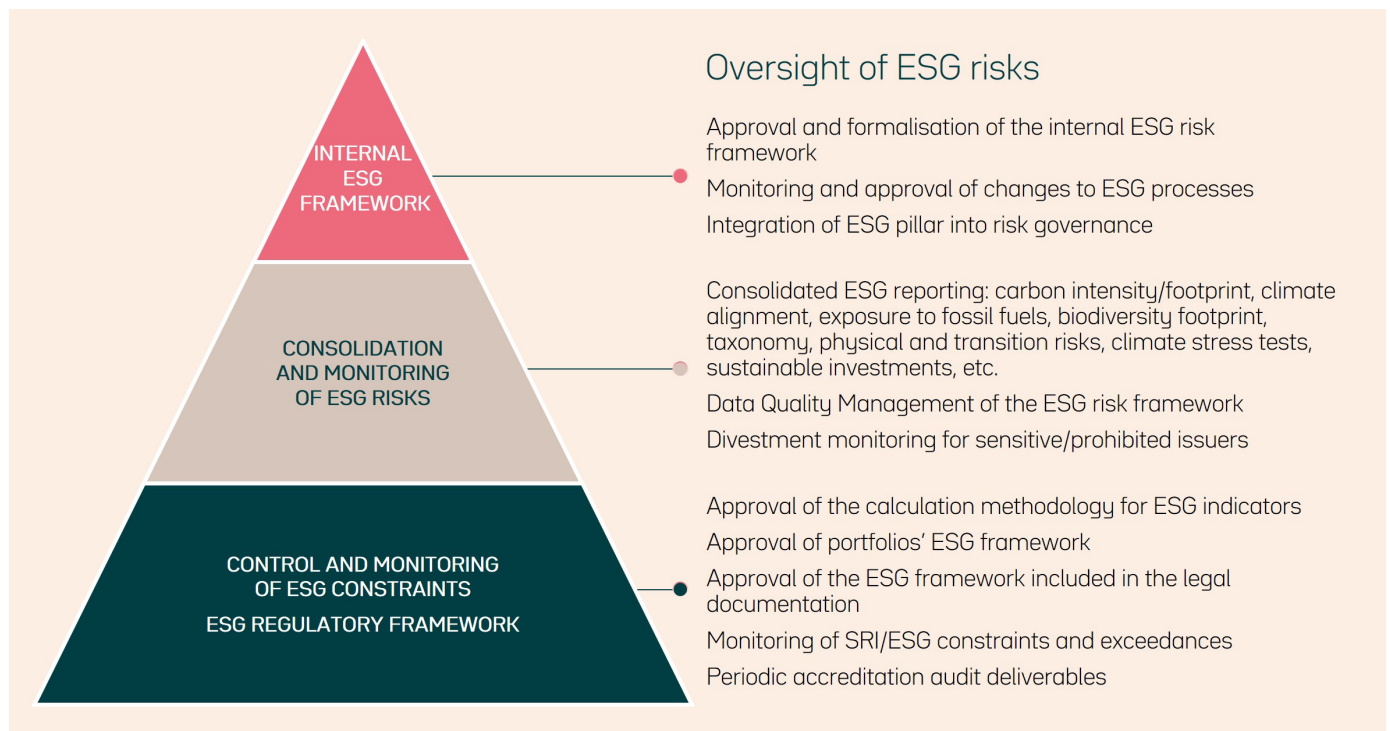 Oversight of ESG risks
INTERNAL
ESG
FRAMEWORK
Approval and formalisation of the internal ESG risk
framework
Monitoring and approval of changes to ESG processes
Integration of ESG pillar into risk governance
CONSOLIDATION
AND MONITORING
OF ESG RISKS
Consolidated ESG reporting: carbon intensity/footprint, climate
alignment, exposure to fossil fuels, biodiversity footprint,
taxonomy, physical and transition risks, climate stress tests,
sustainable investments, etc.
Data Quality Management of the ESG risk framework
Divestment monitoring for sensitive/prohibited issuers
CONTROL AND MONITORING
OF ESG CONSTRAINTS
ESG REGULATORY FRAMEWORK
Approval of the calculation methodology for ESG indicators
Approval of portfolios’ ESG framework
Approval of the ESG framework included in the legal
documentation
Monitoring of SRI/ESG constraints and exceedances
Periodic accreditation audit deliverables